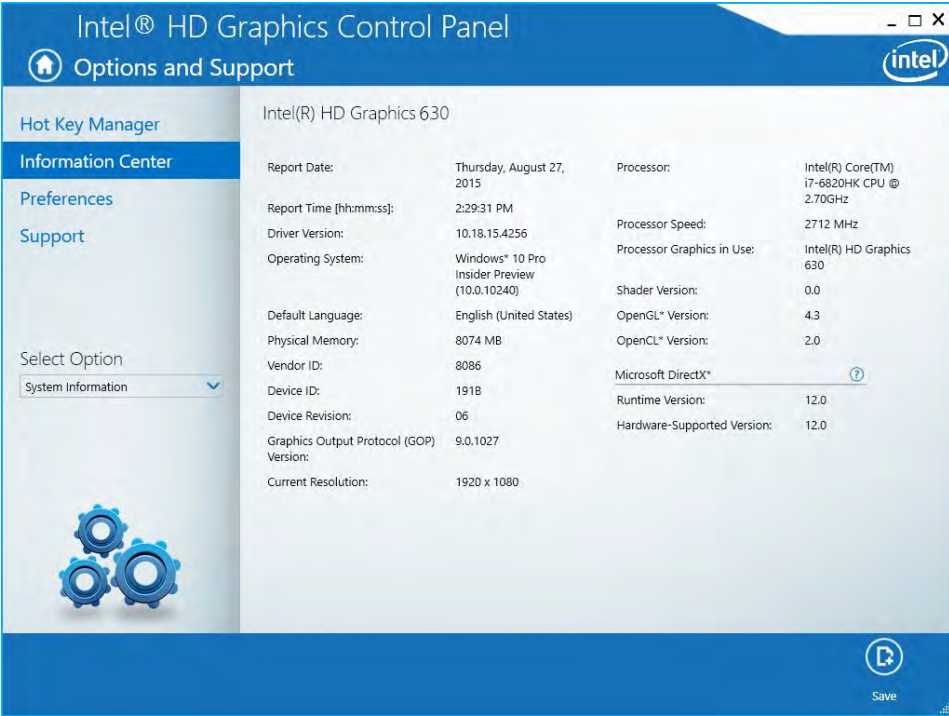 Intel® HD Graphics Control Panel
Options and Support
intel
Hot Key Manager
Information Center
Preferences
Support
Select Option
System Information
Intel(R) HD Graphics 630
Report Date: Thursday, August 27,
2015
Report Time [hh:mm:ss]: 2:29:31 PM
Driver Version: 10.18.15.4256
Operating System: Windows* 10 Pro
Insider Preview
(10.0.10240)
Default Language: English (United States)
Physical Memory: 8074 MB
Vendor ID: 8086
Device ID: 191B
Device Revision: 06
Graphics Output Protocol (GOP) 9.0.1027
Version:
Current Resolution: 1920 x 1080
Processor: Intel(R) Core(TM)
i7-6820HK CPU @
2.70GHz
Processor Speed: 2712 MHz
Processor Graphics in Use: Intel(R) HD Graphics
630
Shader Version: 0.0
OpenGL* Version: 4.3
OpenCL* Version: 2.0
Microsoft DirectX* ?
Runtime Version: 12.0
Hardware-Supported Version: 12.0
Save